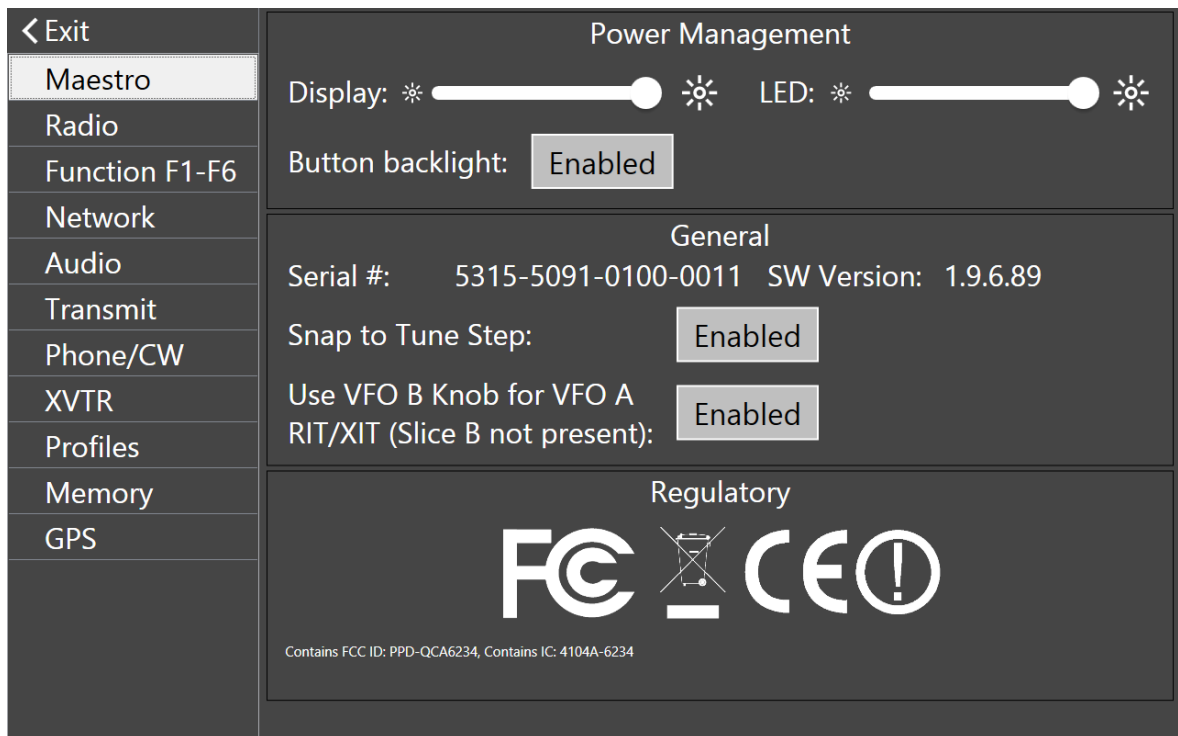 Exit
Maestro
Radio
Function F1-F6
Network
Audio
Transmit
Phone/CW
XVTR
Profiles
Memory
GPS
Power Management
Display: LED:
Button backlight: Enabled
General
Serial #: 5315-5091-0100-0011 SW Version: 1.9.6.89
Snap to Tune Step: Enabled
Use VFO B Knob for VFO A
RIT/XIT (Slice B not present): Enabled
Regulatory
FC CE
Contains FCC ID: PPD-QCA6234, Contains IC: 4104A-6234